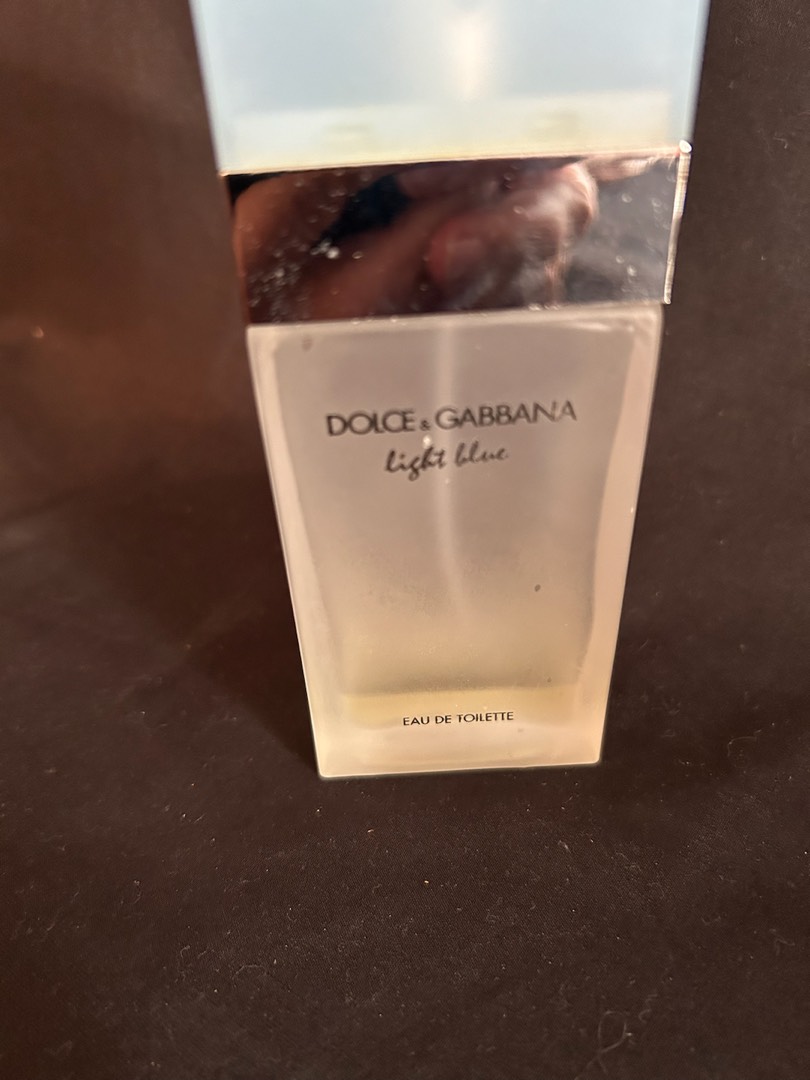 DOLCE & GABBANA
light blue
EAU DE TOILETTE